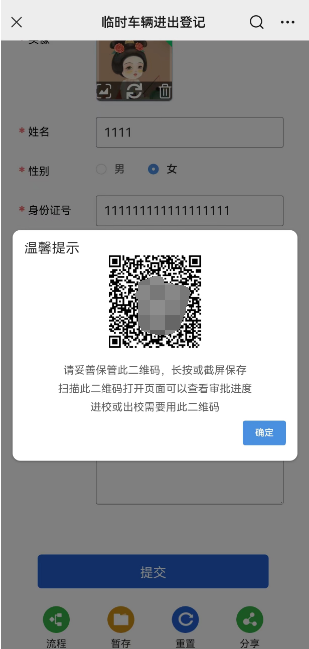 临时车辆进出登记
* 姓名
1111
* 性别
男
女
* 身份证号
111111111111111111
温馨提示
请妥善保管此二维码，长按或截屏保存
扫描此二维码打开页面可以查看审批进度
进校或出校需要用此二维码
确定
提交
流程
暂存
重置
分享